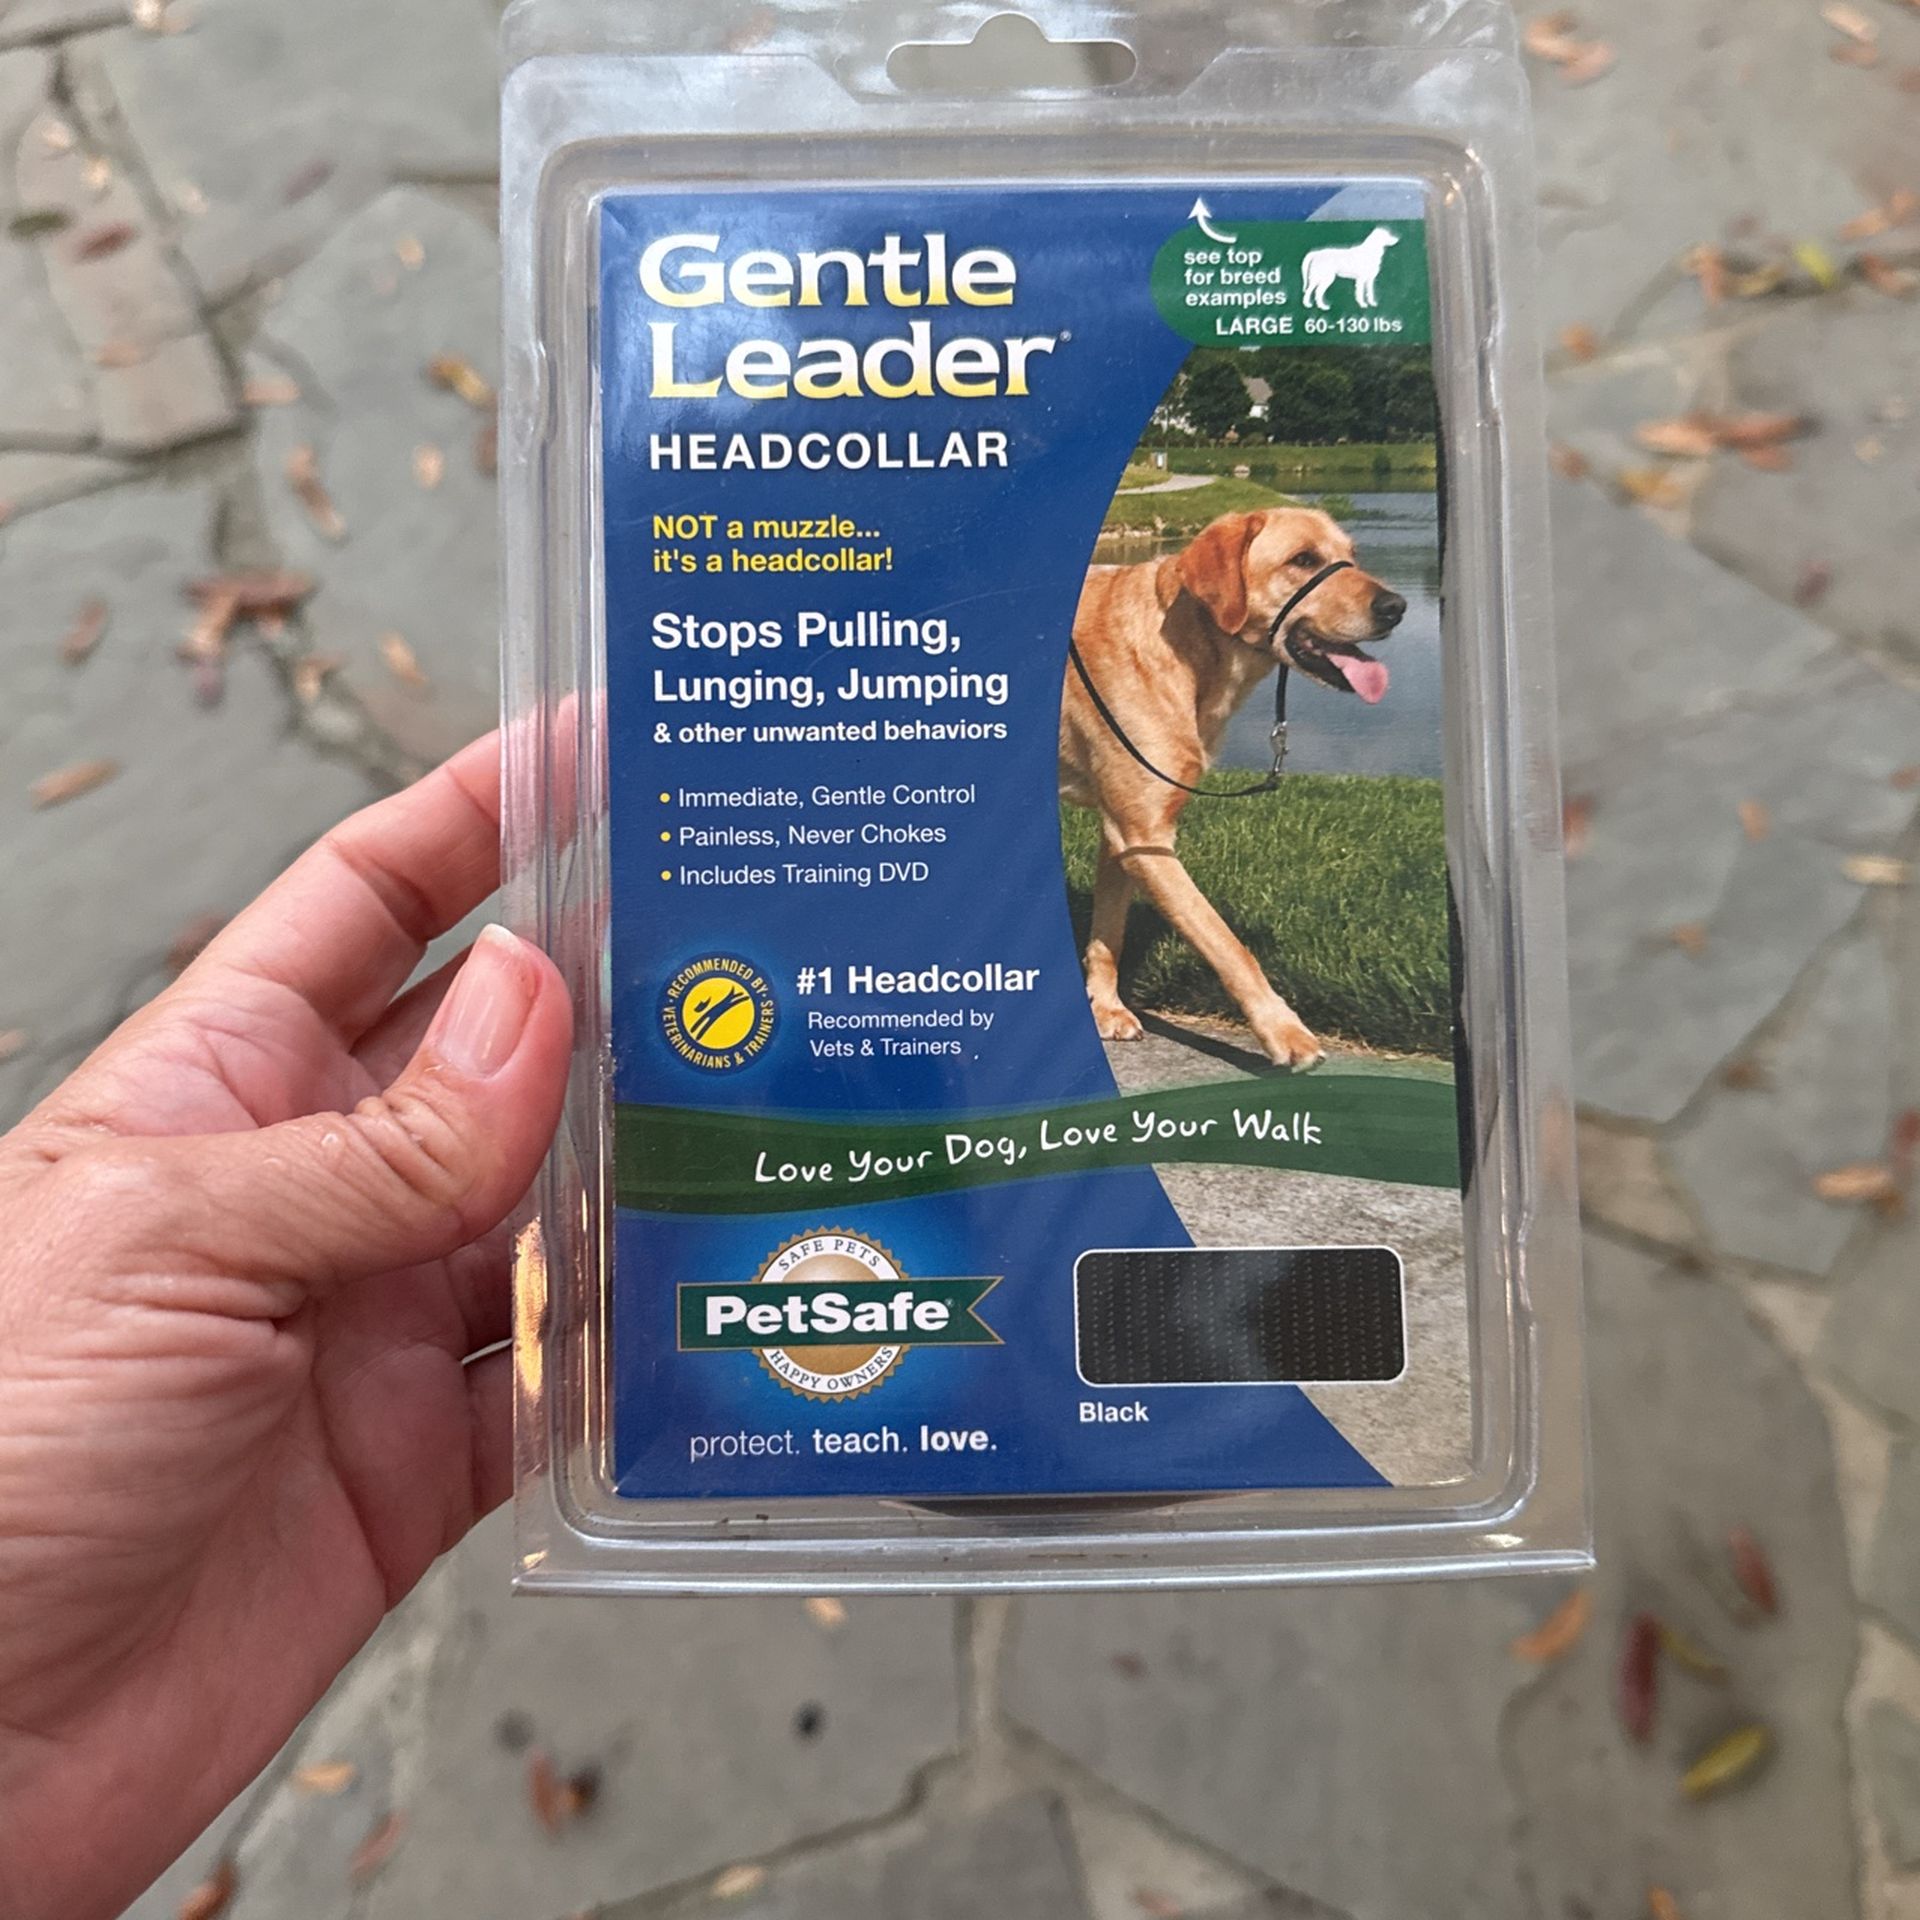 Gentle
Leader®
HEADCOLLAR
see top
for breed
examples
LARGE 60-130 lbs
NOT a muzzle...
it's a headcollar!
Stops Pulling,
Lunging, Jumping
& other unwanted behaviors
• Immediate, Gentle Control
• Painless, Never Chokes
• Includes Training DVD
RECOMMENDED BY
VETERINARIANS & TRAINERS
#1 Headcollar
Recommended by
Vets & Trainers
Love Your Dog, Love Your Walk
SAFE PETS
PetSafe®
HAPPY OWNERS
protect. teach. love.
Black